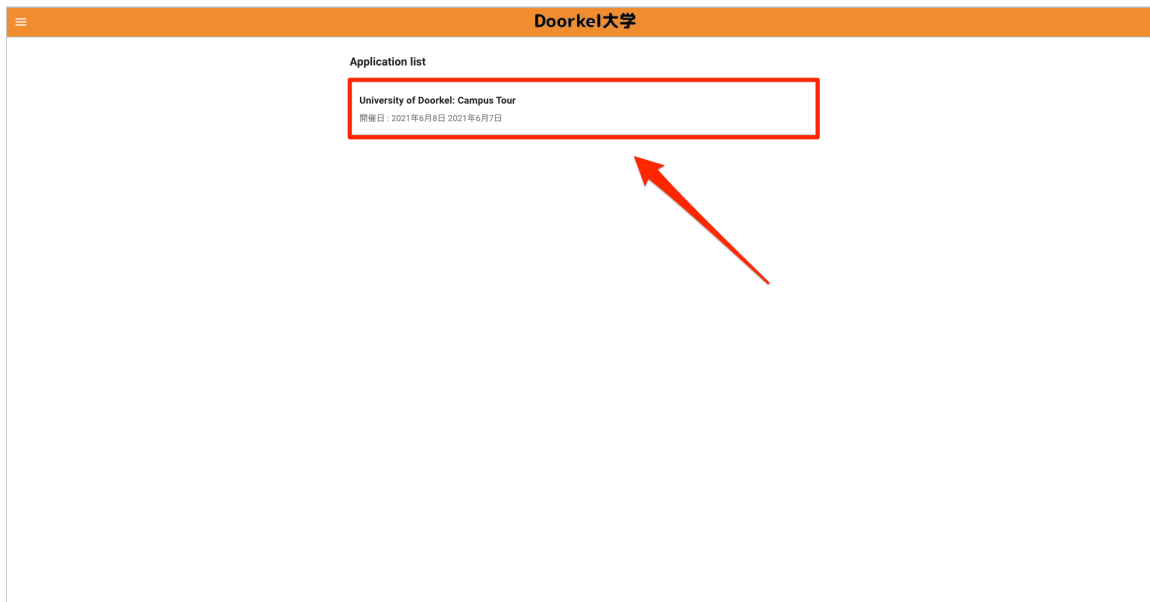 Doorkel大学
Application list
University of Doorkel: Campus Tour
開催日 : 2021年6月8日 2021年6月7日